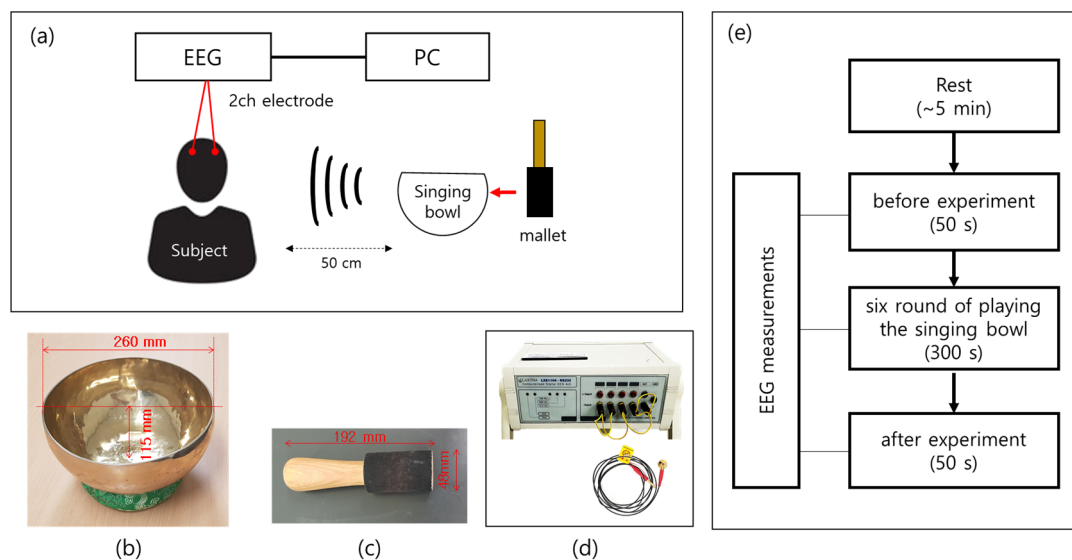 (a)
EEG
PC
2ch electrode
Singing
bowl
mallet
Subject
50 cm
260 mm
115 mm
(b)
192 mm
48mm
(c)
LAXTHA
(d)
(e)
Rest
(~5 min)
before experiment
(50 s)
six round of playing
the singing bowl
(300 s)
after experiment
(50 s)
EEG measurements